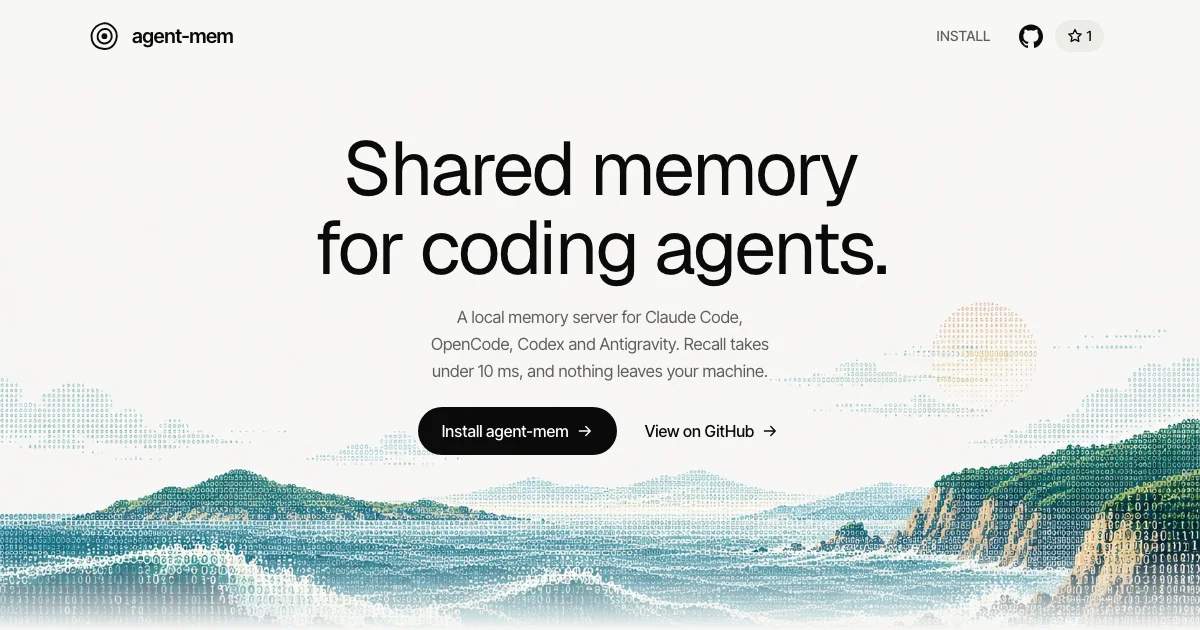 agent-mem
INSTALL
1
Shared memory
for coding agents.
A local memory server for Claude Code,
OpenCode, Codex and Antigravity. Recall takes
under 10 ms, and nothing leaves your machine.
Install agent-mem →
View on GitHub →